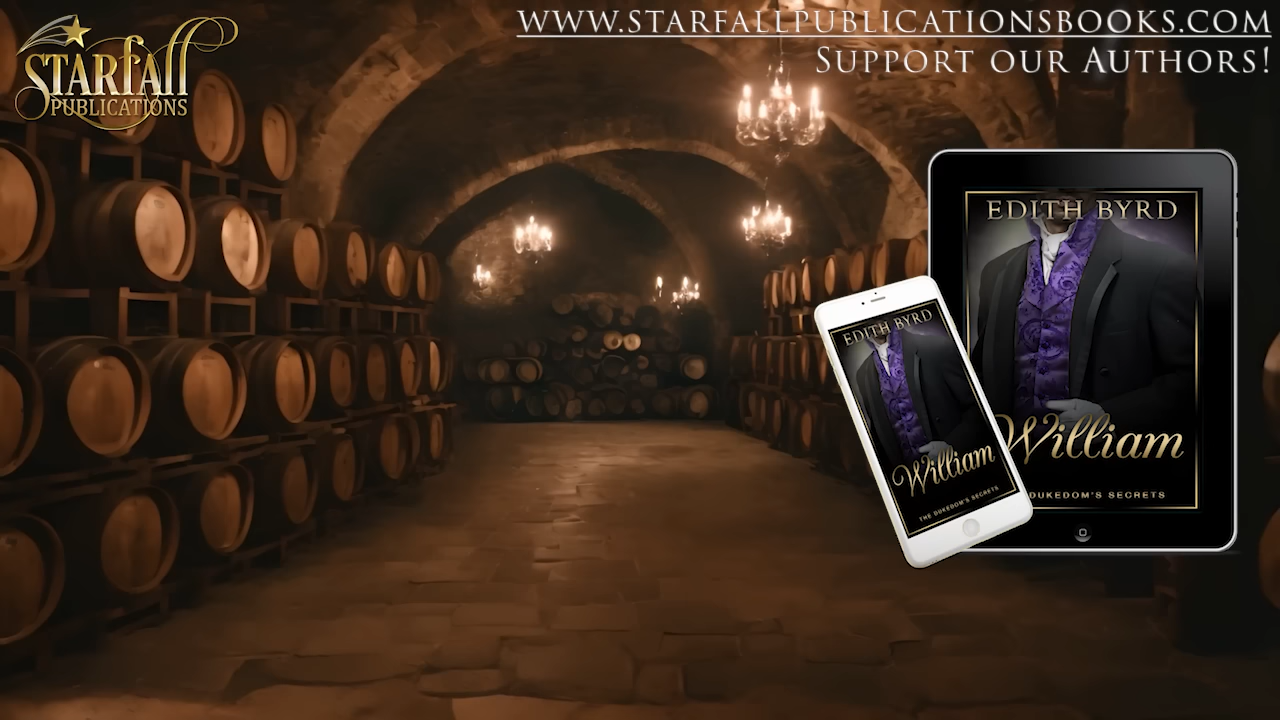 STARfall
PUBLICATIONS
WWW.STARFALLPUBLICATIONSBOOKS.COM
SUPPORT OUR AUTHORS!
EDITH BYRD
William
DUKEDOM'S SECRETS
EDITH BYRD
William
THE DUKEDOM'S SECRETS